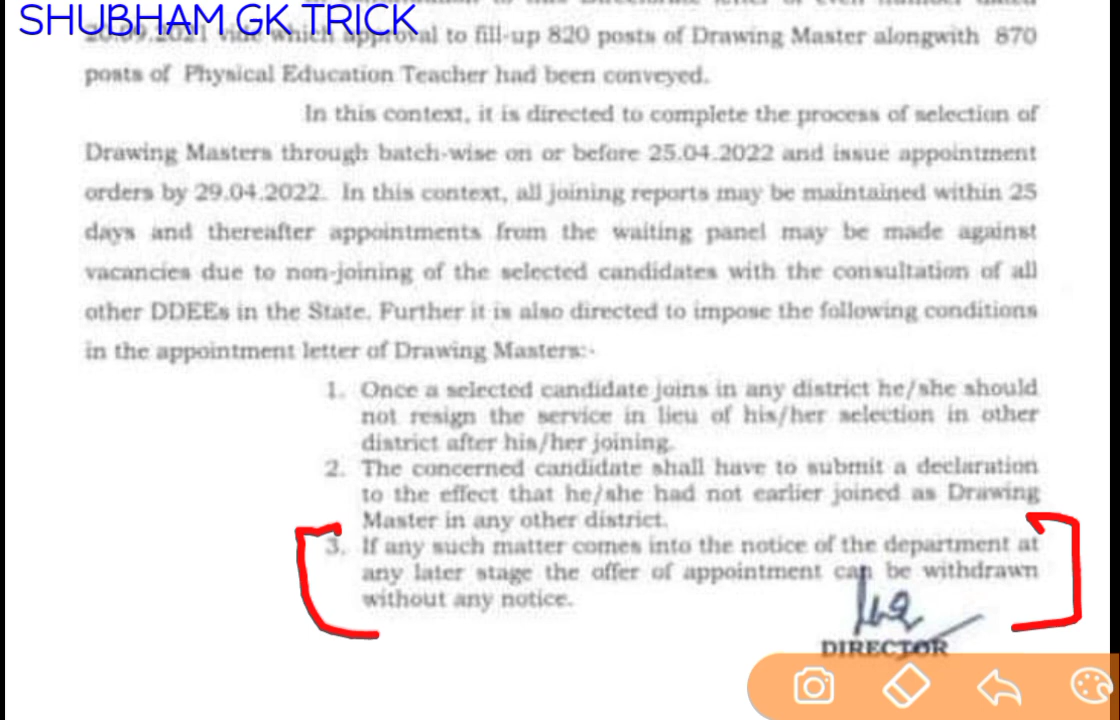 SHUBHAM GK TRICK
20.09.2021 vide which approval to fill-up 820 posts of Drawing Master alongwith 870
posts of Physical Education Teacher had been conveyed.
In this context, it is directed to complete the process of selection of
Drawing Masters through batch-wise on or before 25.04.2022 and issue appointment
orders by 29.04.2022. In this context, all joining reports may be maintained within 25
days and thereafter appointments from the waiting panel may be made against
vacancies due to non-joining of the selected candidates with the consultation of all
other DDEEs in the State. Further it is also directed to impose the following conditions
in the appointment letter of Drawing Masters:-
1. Once a selected candidate joins in any district he/she should
not resign the service in lieu of his/her selection in other
district after his/her joining.
2. The concerned candidate shall have to submit a declaration
to the effect that he/she had not earlier joined as Drawing
Master in any other district.
3. If any such matter comes into the notice of the department at
any later stage the offer of appointment can be withdrawn
without any notice.
DIRECTOR